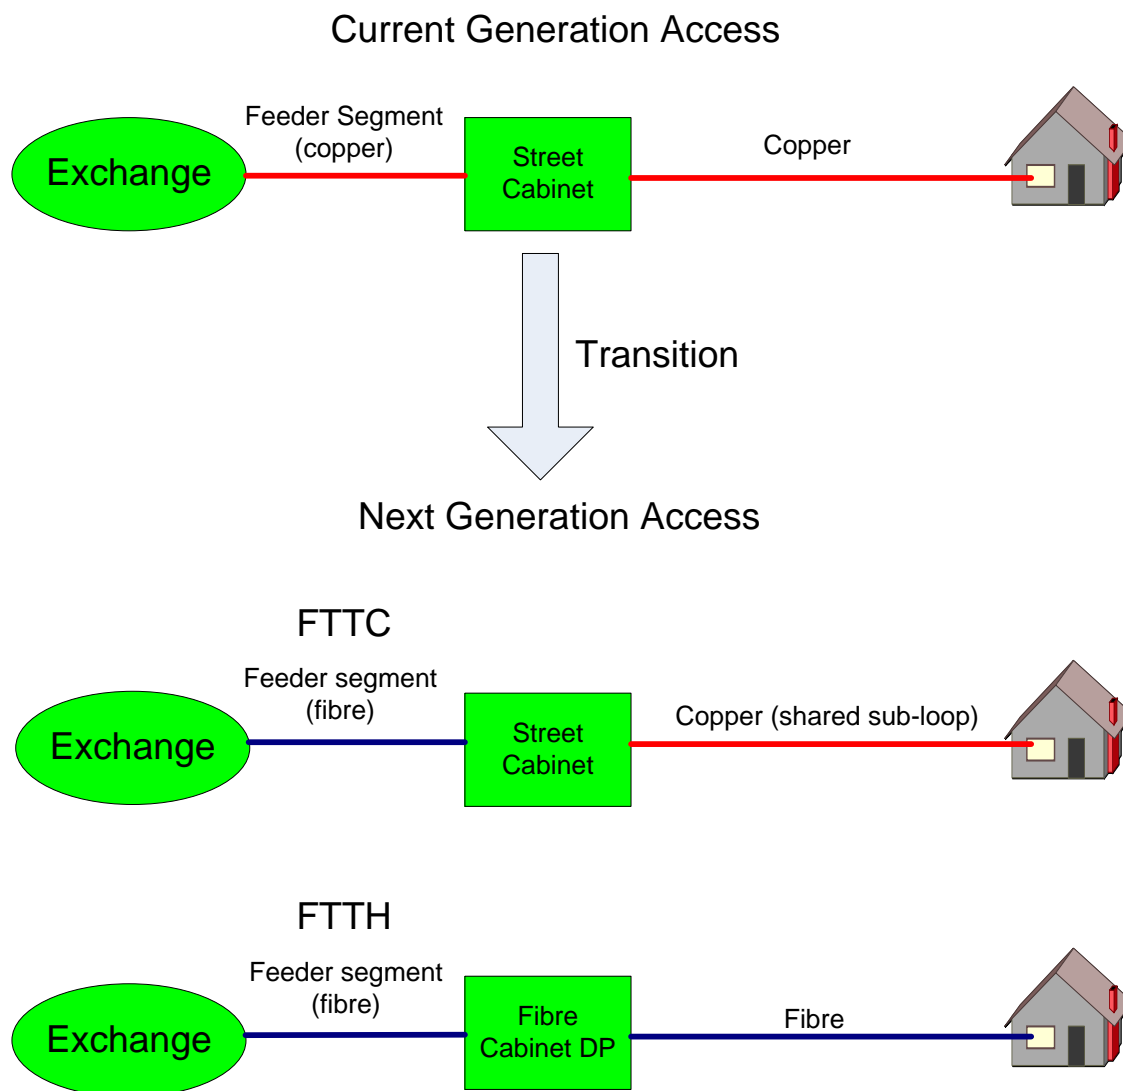 Current Generation Access
Feeder Segment
(copper)
Exchange
Street
Cabinet
Copper
Transition
Next Generation Access
FTTC
Feeder segment
(fibre)
Exchange
Street
Cabinet
Copper (shared sub-loop)
FTTH
Feeder segment
(fibre)
Exchange
Fibre
Cabinet DP
Fibre